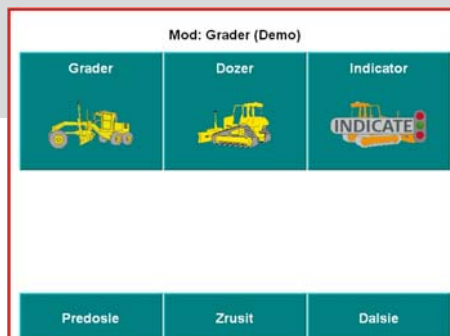 Mod: Grader (Demo)
Grader Dozer Indicator
INDICATE
Predosle Zrusit Dalsie